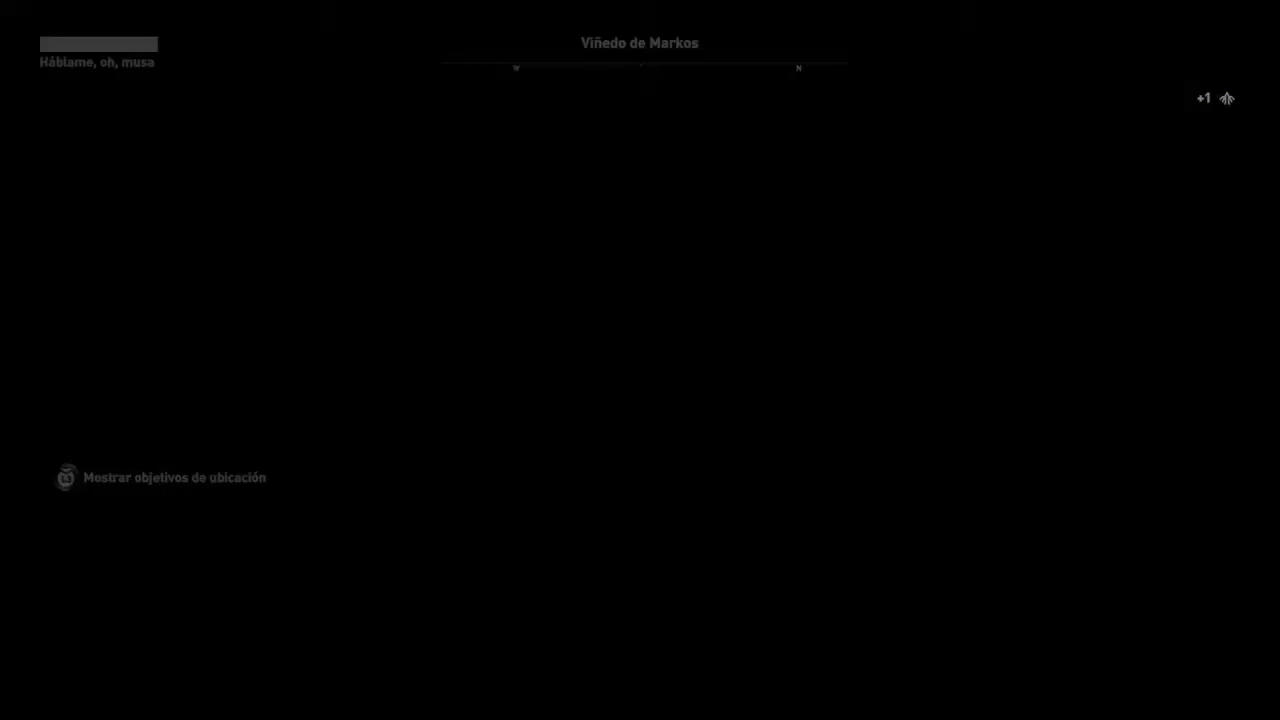 Viñedo de Markos
Háblame, oh, musa
W N
+1
Mostrar objetivos de ubicación